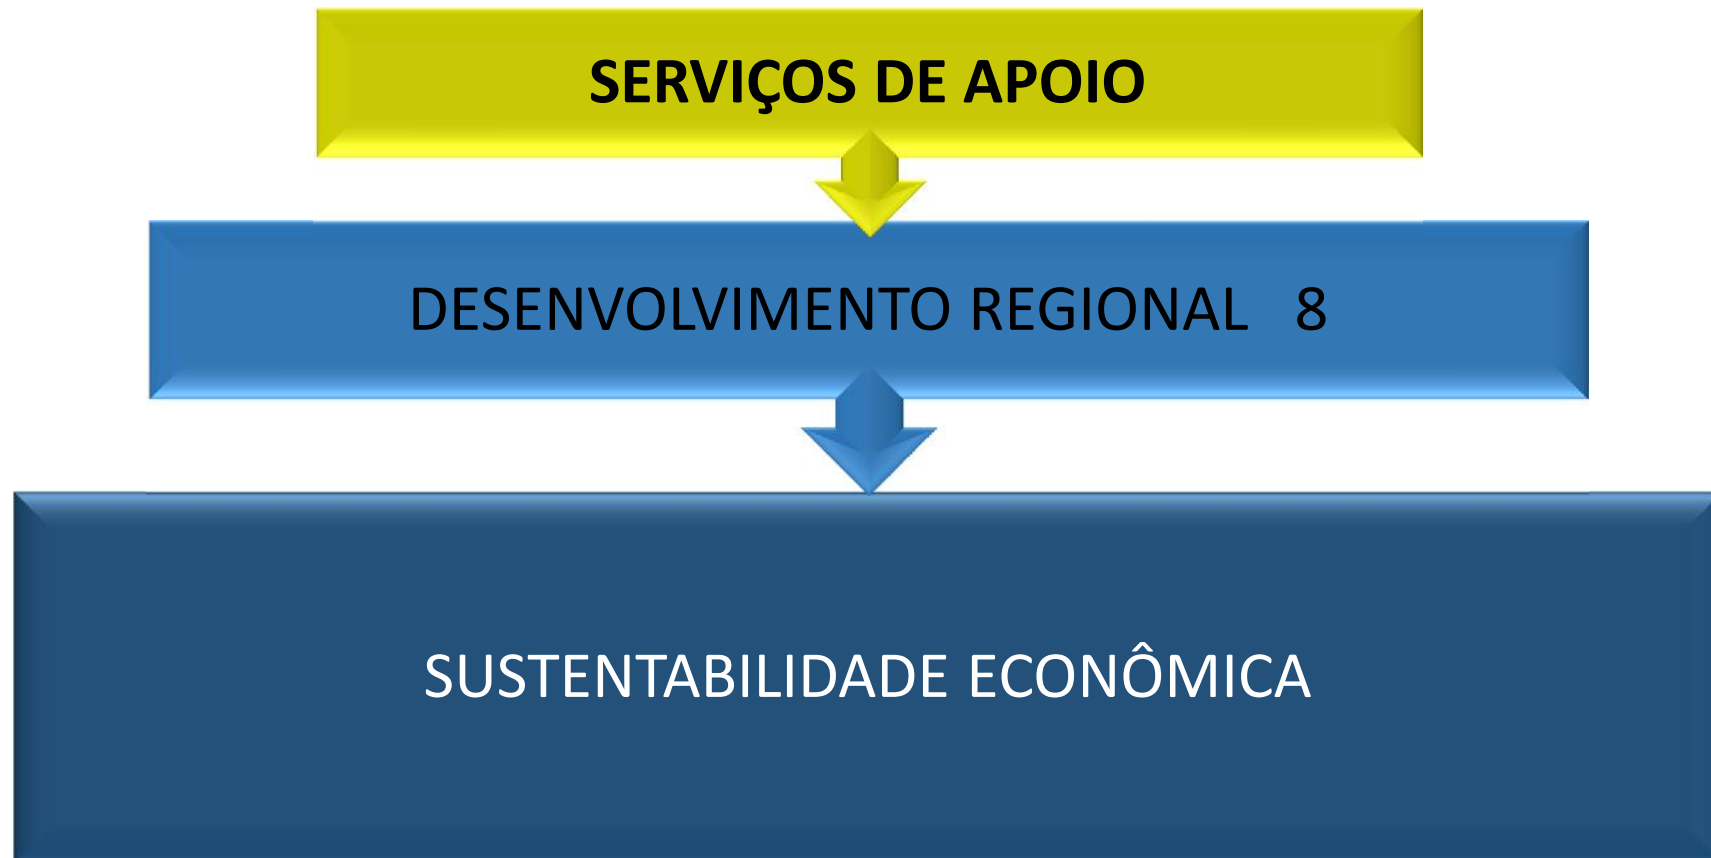 SERVIÇOS DE APOIO
DESENVOLVIMENTO REGIONAL 8
SUSTENTABILIDADE ECONÔMICA